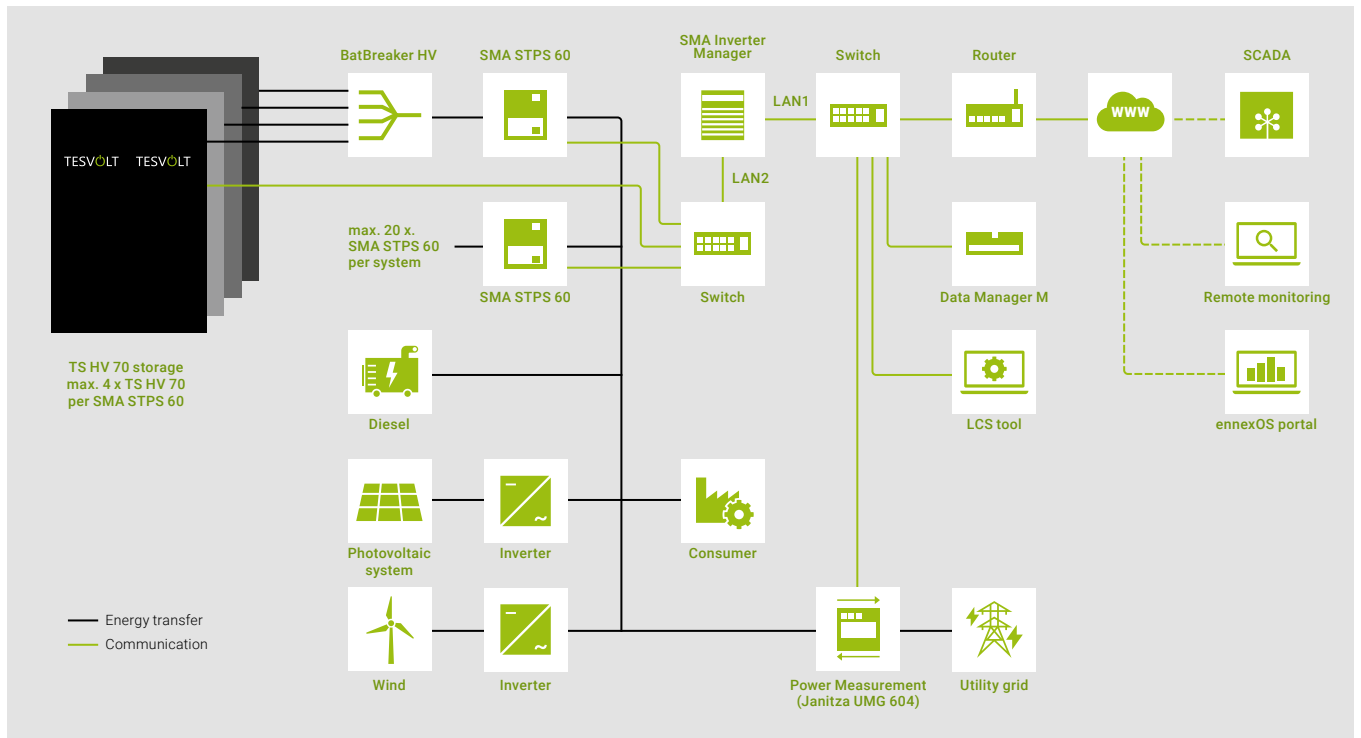 BatBreaker HV
SMA STPS 60
SMA Inverter
Manager
Switch
Router
SCADA
LAN1
WWW
TESVOLT TESVOLT
LAN2
max. 20 x.
SMA STPS 60
per system
SMA STPS 60
Switch
Data Manager M
Remote monitoring
TS HV 70 storage
max. 4 x TS HV 70
per SMA STPS 60
Diesel
LCS tool
ennexOS portal
Photovoltaic
system
Inverter
Consumer
Energy transfer
Communication
Wind
Inverter
Power Measurement
(Janitza UMG 604)
Utility grid